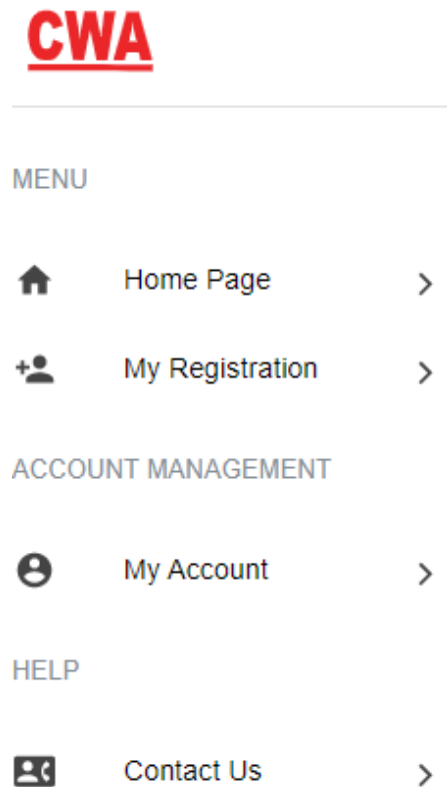 CWA
MENU
Home Page
My Registration
ACCOUNT MANAGEMENT
My Account
HELP
Contact Us